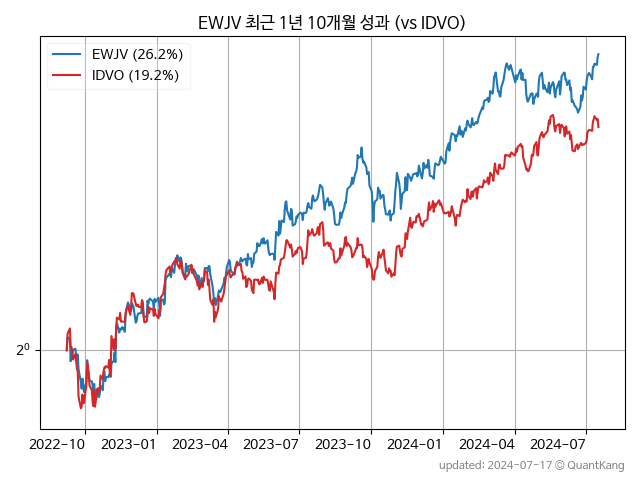 EWJV 최근 1년 10개월 성과 (vs IDVO)
EWJV (26.2%)
IDVO (19.2%)
2⁰
2022-10 2023-01 2023-04 2023-07 2023-10 2024-01 2024-04 2024-07
updated: 2024-07-17 © QuantKang